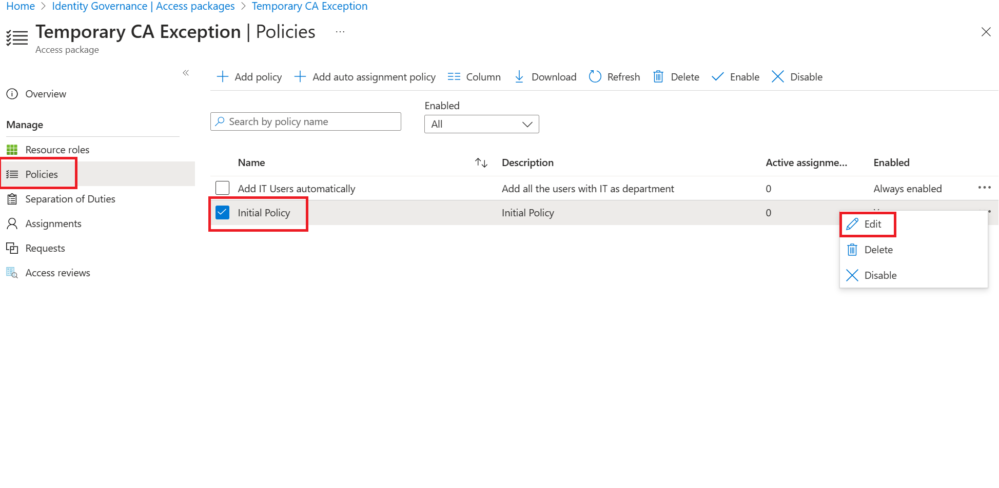 Home > Identity Governance | Access packages > Temporary CA Exception
Temporary CA Exception | Policies ...
Access package
Add policy Add auto assignment policy Column Download Refresh Delete Enable Disable
Overview
Manage
Resource roles
Policies
Separation of Duties
Assignments
Requests
Access reviews
Enabled
Search by policy name
All
Name Description Active assignme... Enabled
Add IT Users automatically Add all the users with IT as department 0 Always enabled
Initial Policy Initial Policy 0
Edit
Delete
Disable